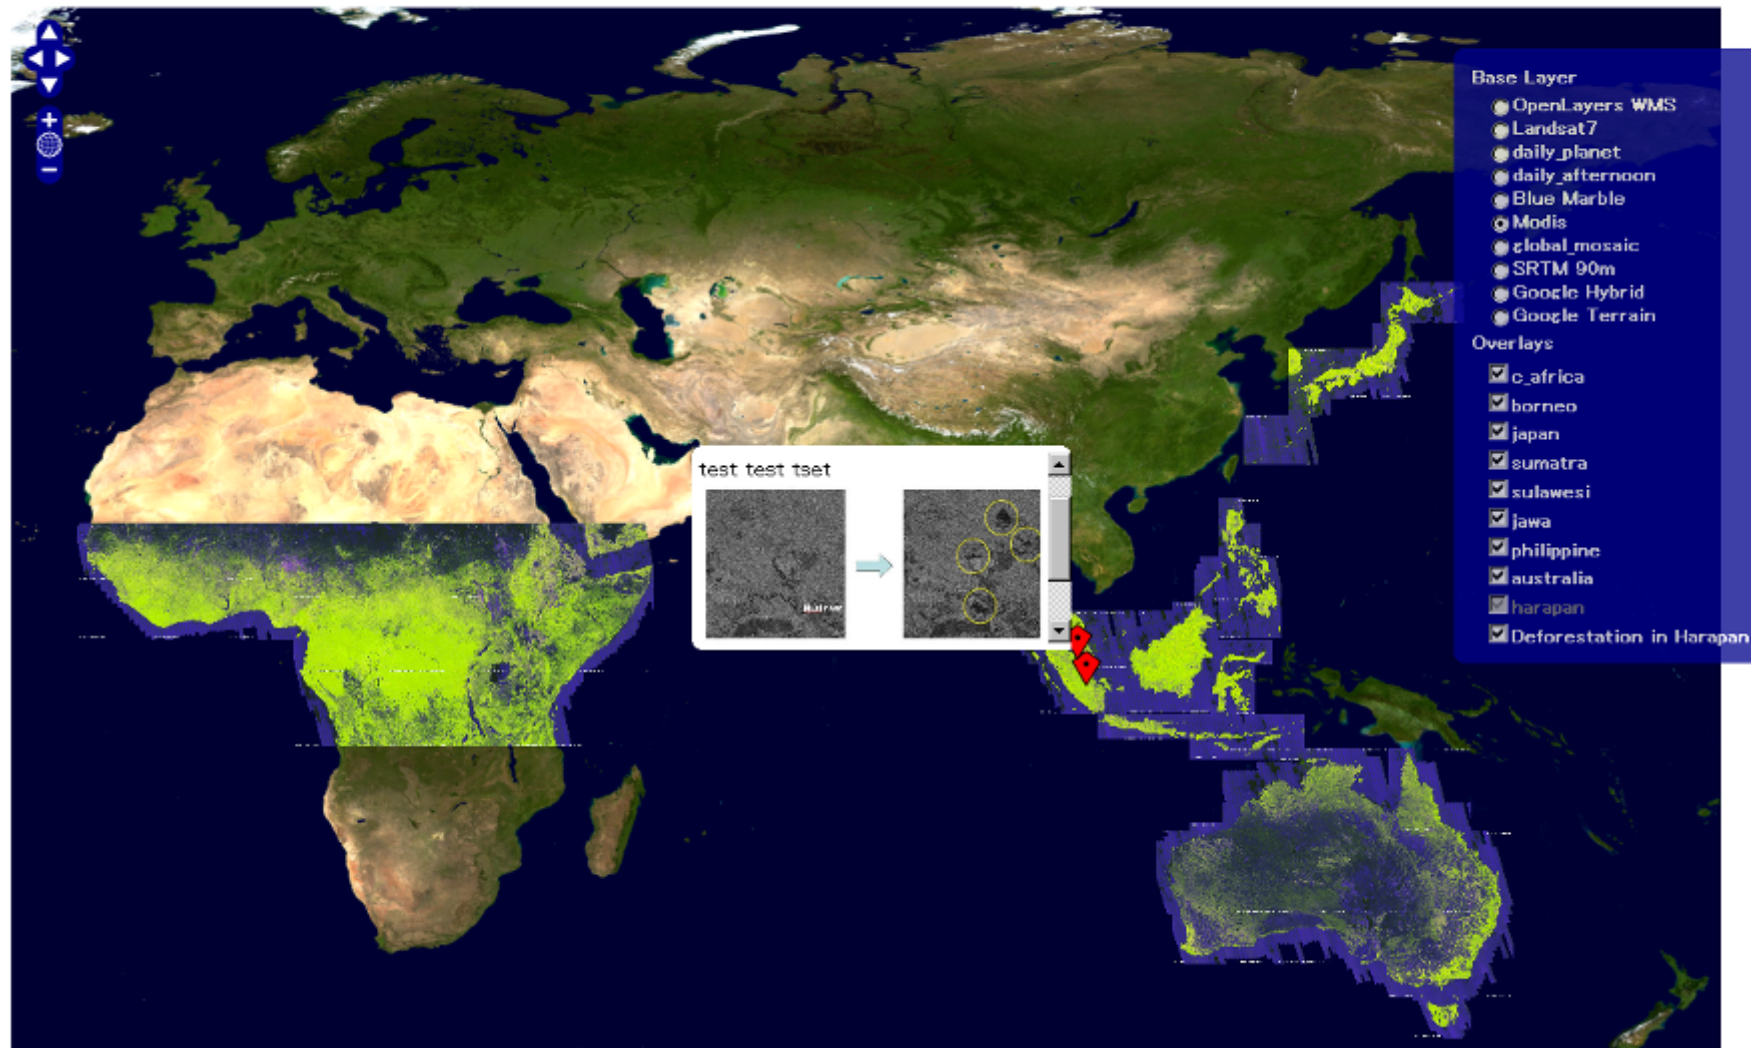 Base Layer
OpenLayers WMS
Landsat7
daily_planet
daily_afternoon
Blue Marble
Modis
global_mosaic
SRTM 90m
Google Hybrid
Google Terrain
Overlays
c_africa
borneo
japan
sumatra
sulawesi
jawa
philippine
australia
harapan
Deforestation in Harapan
test test tset